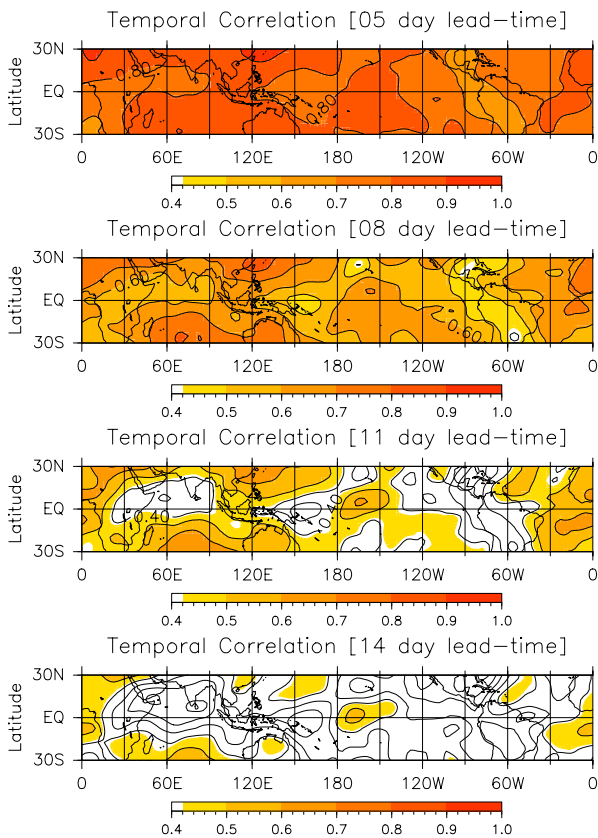 Temporal Correlation [05 day lead-time]
30N
EQ
30S
Latitude
0.80
0.80
0 60E 120E 180 120W 60W 0
0.4 0.5 0.6 0.7 0.8 0.9 1.0
Temporal Correlation [08 day lead-time]
30N
EQ
30S
Latitude
0.60
0.60
0 60E 120E 180 120W 60W 0
0.4 0.5 0.6 0.7 0.8 0.9 1.0
Temporal Correlation [11 day lead-time]
30N
EQ
30S
Latitude
0.40
0.40
0 60E 120E 180 120W 60W 0
0.4 0.5 0.6 0.7 0.8 0.9 1.0
Temporal Correlation [14 day lead-time]
30N
EQ
30S
Latitude
0 60E 120E 180 120W 60W 0
0.4 0.5 0.6 0.7 0.8 0.9 1.0